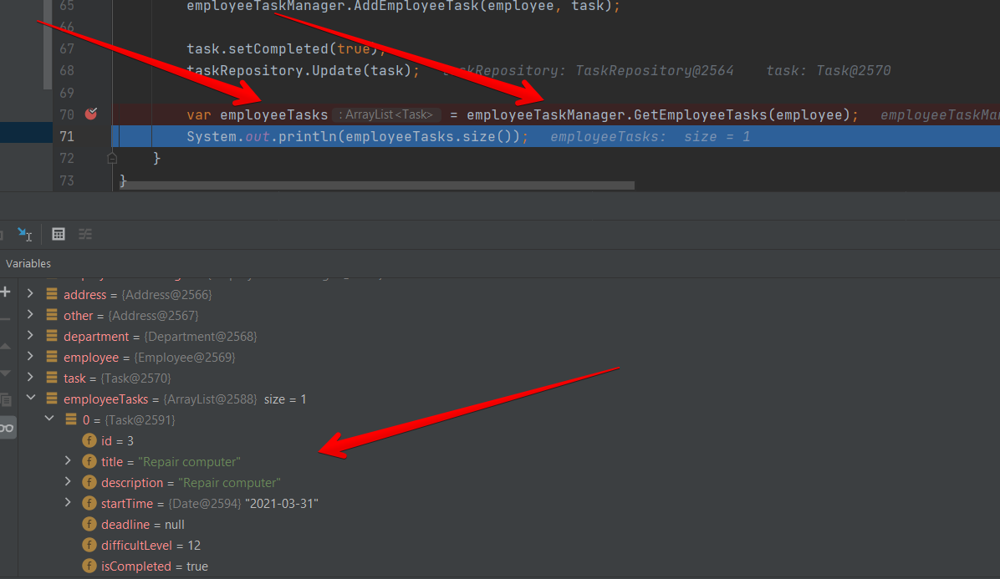 65 employeeTaskManager.AddEmployeeTask(employee, task);
66
67 task.setCompleted(true);
68 taskRepository.Update(task); taskRepository: TaskRepository@2564 task: Task@2570
69
70 var employeeTasks : ArrayList<Task> = employeeTaskManager.GetEmployeeTasks(employee); employeeTaskMan
71 System.out.println(employeeTasks.size()); employeeTasks: size = 1
72 }
73 }
Variables
address = {Address@2566}
other = {Address@2567}
department = {Department@2568}
employee = {Employee@2569}
task = {Task@2570}
employeeTasks = {ArrayList@2588} size = 1
0 = {Task@2591}
f id = 3
f title = "Repair computer"
f description = "Repair computer"
f startTime = {Date@2594} "2021-03-31"
f deadline = null
f difficultLevel = 12
f isCompleted = true